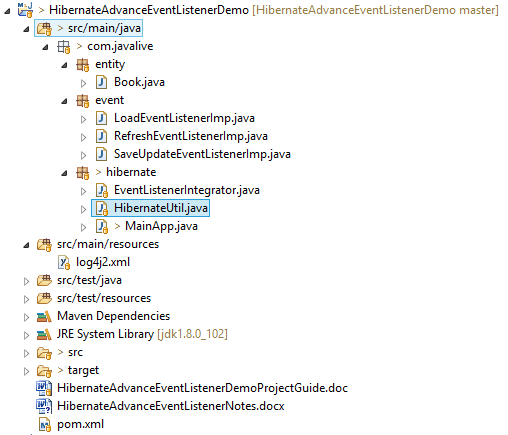 > HibernateAdvanceEventListenerDemo [HibernateAdvanceEventListenerDemo master]
> src/main/java
> com.javalive
entity
Book.java
event
LoadEventListenerImp.java
RefreshEventListenerImp.java
SaveUpdateEventListenerImp.java
> hibernate
EventListenerIntegrator.java
HibernateUtil.java
> MainApp.java
src/main/resources
log4j2.xml
src/test/java
src/test/resources
Maven Dependencies
JRE System Library [jdk1.8.0_102]
> src
> target
HibernateAdvanceEventListenerDemoProjectGuide.doc
HibernateAdvanceEventListenerNotes.docx
pom.xml